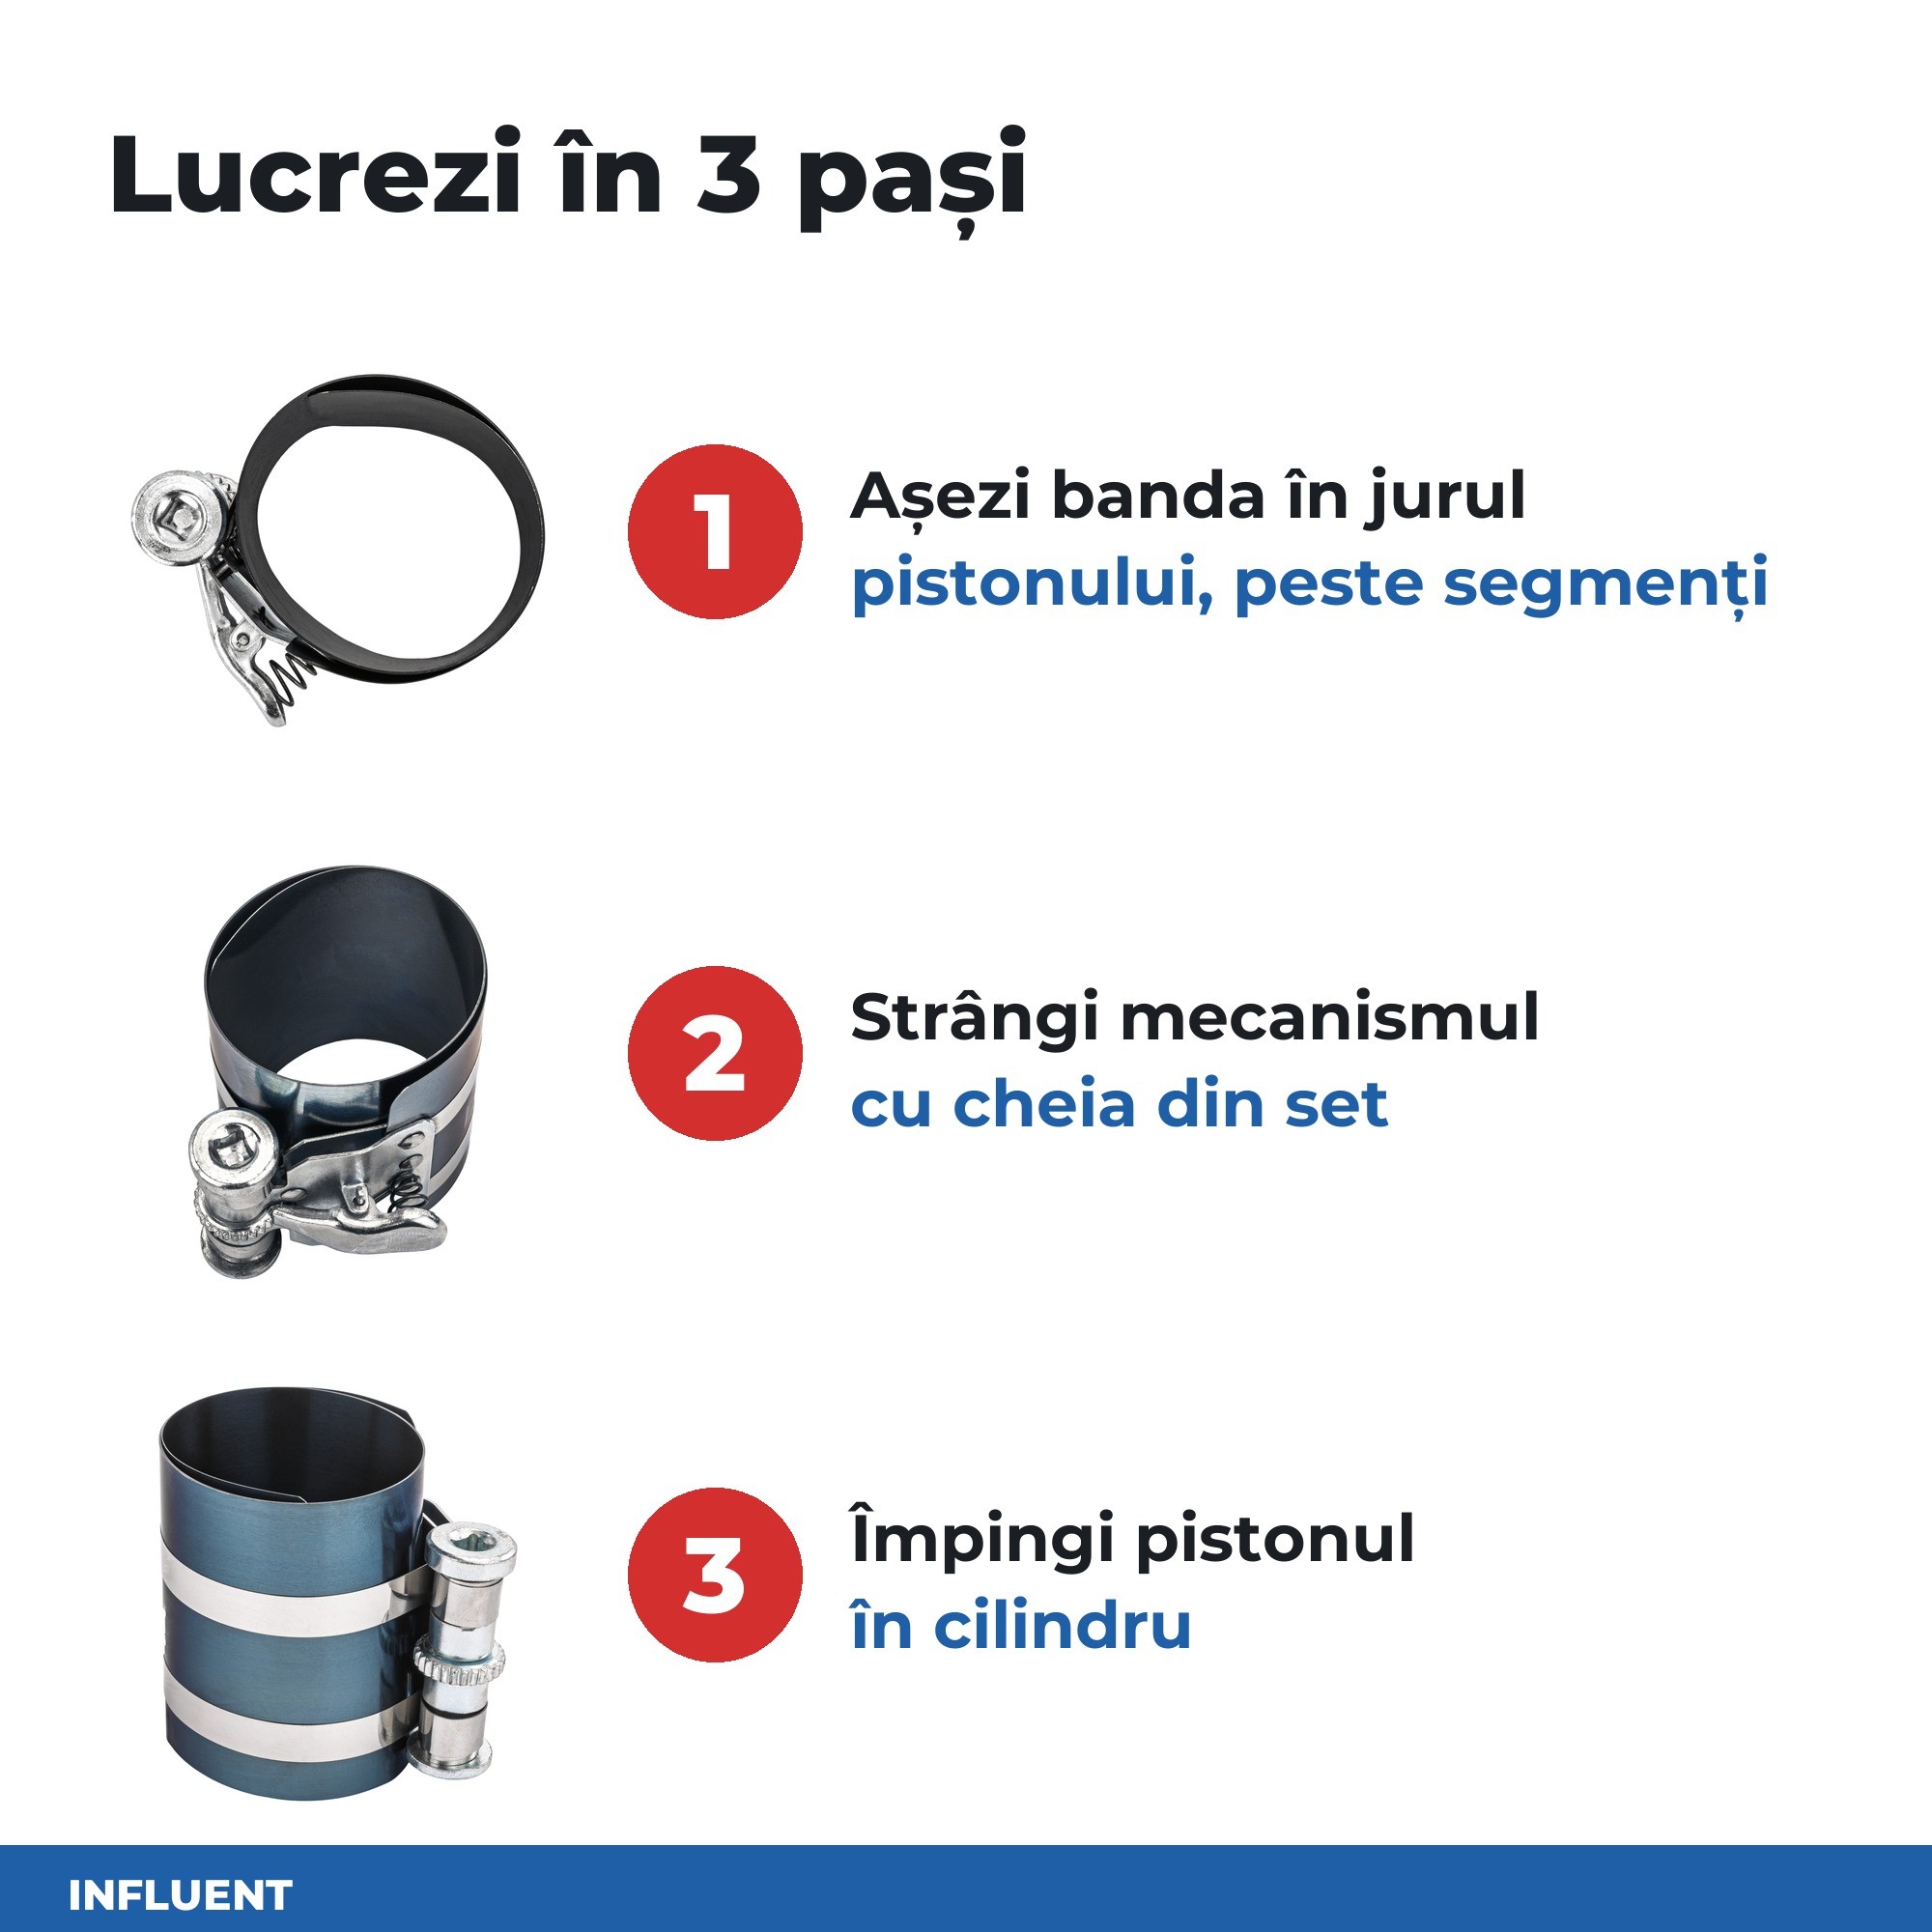 Lucrezi în 3 pași
1
Așezi banda în jurul
pistonului, peste segmenți
2
Strângi mecanismul
cu cheia din set
3
Împingi pistonul
în cilindru
INFLUENT